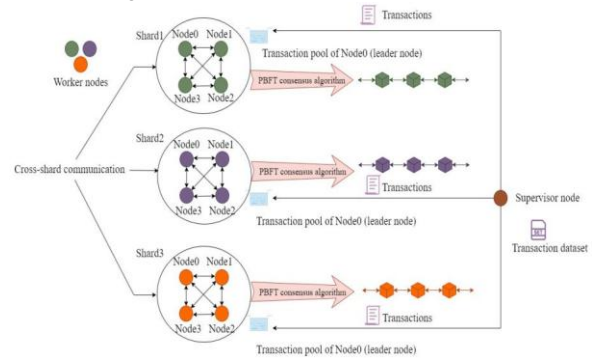 Transactions
Shard1
Node0 Node1
Transaction pool of Node0 (leader node)
Worker nodes
PBFT consensus algorithm
Node3 Node2
Shard2
Node0 Node1
Cross-shard communication
PBFT consensus algorithm
Transactions
Node3 Node2
Supervisor node
Transaction pool of Node0 (leader node)
Transaction dataset
Shard3
Node0 Node1
PBFT consensus algorithm
Transactions
Node3 Node2
Transaction pool of Node0 (leader node)